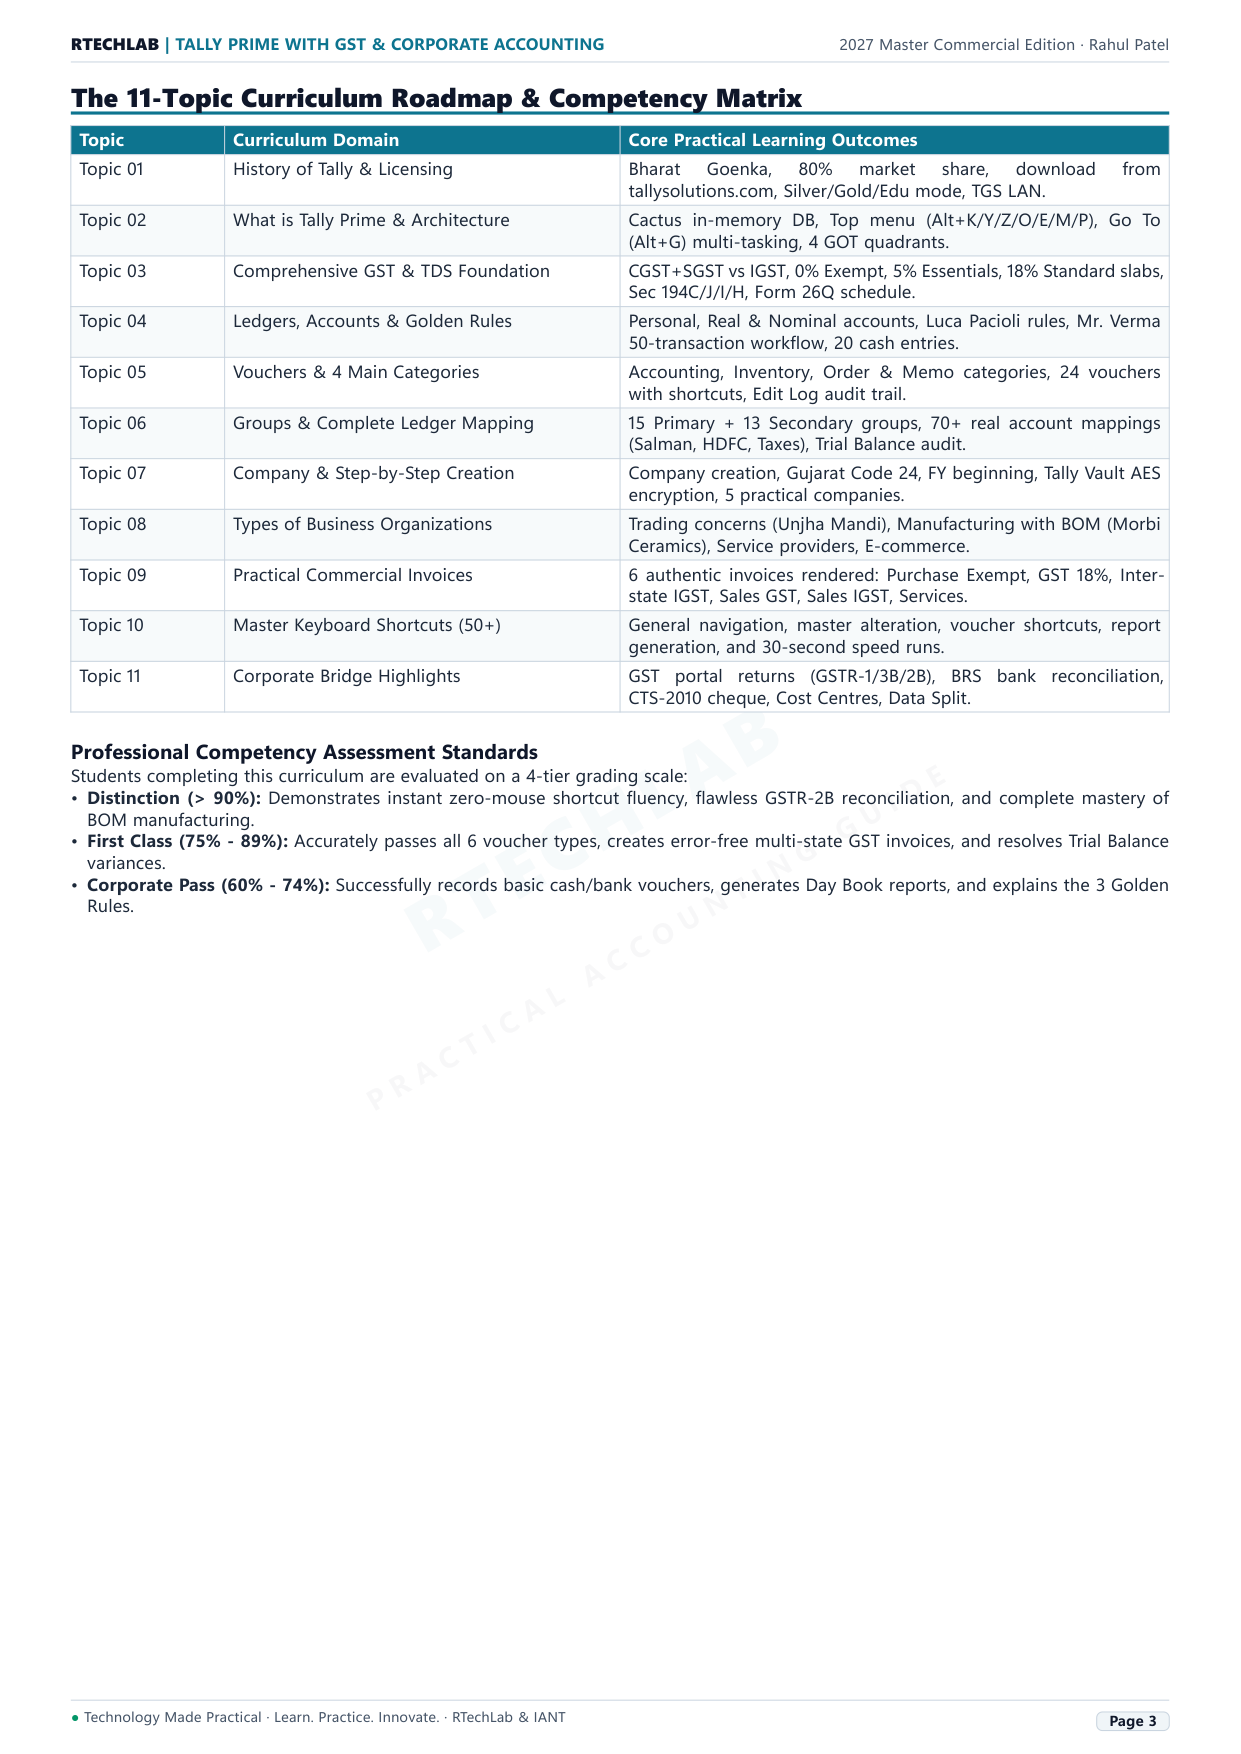 RTECHLAB | TALLY PRIME WITH GST & CORPORATE ACCOUNTING
2027 Master Commercial Edition · Rahul Patel
The 11-Topic Curriculum Roadmap & Competency Matrix
Topic Curriculum Domain Core Practical Learning Outcomes
Topic 01 History of Tally & Licensing Bharat Goenka, 80% market share, download from
tallysolutions.com, Silver/Gold/Edu mode, TGS LAN.
Topic 02 What is Tally Prime & Architecture Cactus in-memory DB, Top menu (Alt+K/Y/Z/O/E/M/P), Go To
(Alt+G) multi-tasking, 4 GOT quadrants.
Topic 03 Comprehensive GST & TDS Foundation CGST+SGST vs IGST, 0% Exempt, 5% Essentials, 18% Standard slabs,
Sec 194C/J/I/H, Form 26Q schedule.
Topic 04 Ledgers, Accounts & Golden Rules Personal, Real & Nominal accounts, Luca Pacioli rules, Mr. Verma
50-transaction workflow, 20 cash entries.
Topic 05 Vouchers & 4 Main Categories Accounting, Inventory, Order & Memo categories, 24 vouchers
with shortcuts, Edit Log audit trail.
Topic 06 Groups & Complete Ledger Mapping 15 Primary + 13 Secondary groups, 70+ real account mappings
(Salman, HDFC, Taxes), Trial Balance audit.
Topic 07 Company & Step-by-Step Creation Company creation, Gujarat Code 24, FY beginning, Tally Vault AES
encryption, 5 practical companies.
Topic 08 Types of Business Organizations Trading concerns (Unjha Mandi), Manufacturing with BOM (Morbi
Ceramics), Service providers, E-commerce.
Topic 09 Practical Commercial Invoices 6 authentic invoices rendered: Purchase Exempt, GST 18%, Inter-
state IGST, Sales GST, Sales IGST, Services.
Topic 10 Master Keyboard Shortcuts (50+) General navigation, master alteration, voucher shortcuts, report
generation, and 30-second speed runs.
Topic 11 Corporate Bridge Highlights GST portal returns (GSTR-1/3B/2B), BRS bank reconciliation,
CTS-2010 cheque, Cost Centres, Data Split.
Professional Competency Assessment Standards
Students completing this curriculum are evaluated on a 4-tier grading scale:
• Distinction (> 90%): Demonstrates instant zero-mouse shortcut fluency, flawless GSTR-2B reconciliation, and complete mastery of
BOM manufacturing.
• First Class (75% - 89%): Accurately passes all 6 voucher types, creates error-free multi-state GST invoices, and resolves Trial Balance
variances.
• Corporate Pass (60% - 74%): Successfully records basic cash/bank vouchers, generates Day Book reports, and explains the 3 Golden
Rules.
RTECHLAB
PRACTICAL ACCOUNTING GUIDE
• Technology Made Practical · Learn. Practice. Innovate. · RTechLab & IANT
Page 3